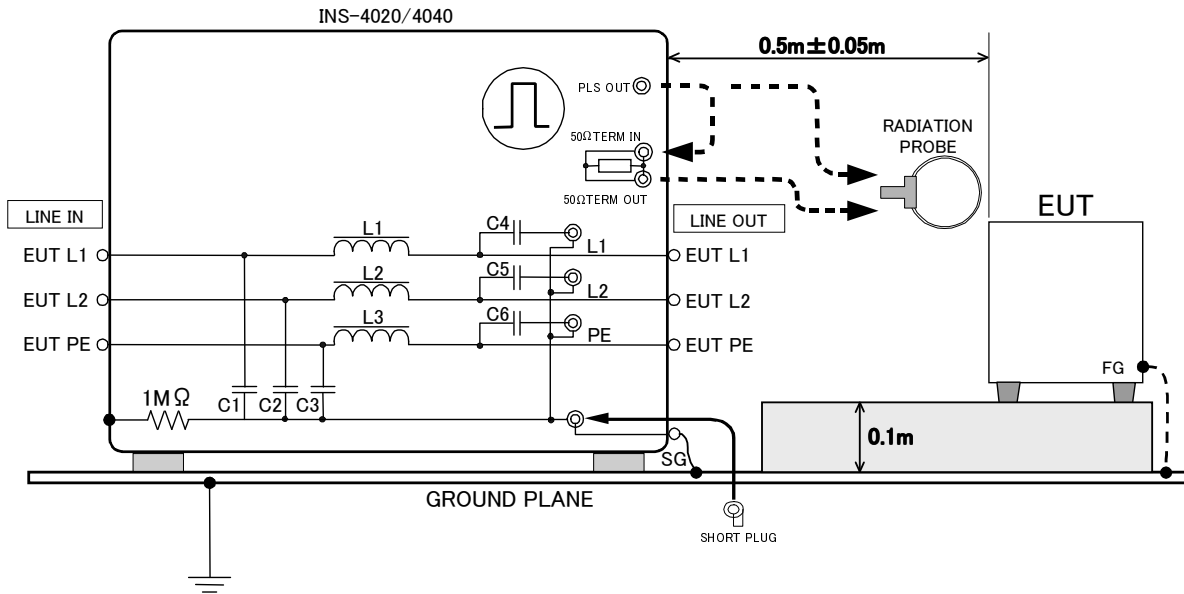 INS-4020/4040
0.5m±0.05m
PLS OUT
50ΩTERM IN
50ΩTERM OUT
RADIATION
PROBE
EUT
LINE IN
LINE OUT
EUT L1
L1
C4
L1
EUT L1
EUT L2
L2
C5
L2
EUT L2
EUT PE
L3
C6
PE
EUT PE
FG
1MΩ
C1
C2
C3
0.1m
SG
GROUND PLANE
SHORT PLUG